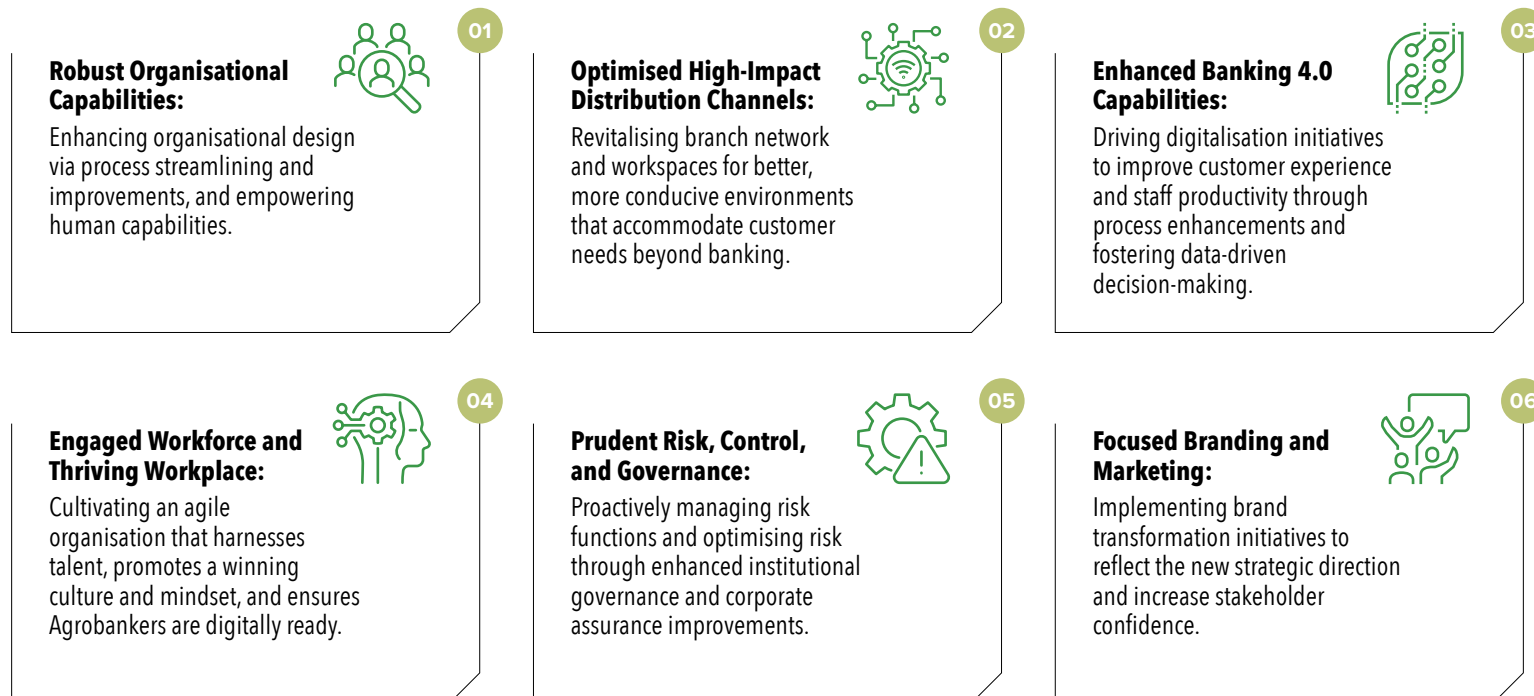 01
Robust Organisational
Capabilities:
Enhancing organisational design
via process streamlining and
improvements, and empowering
human capabilities.
02
Optimised High-Impact
Distribution Channels:
Revitalising branch network
and workspaces for better,
more conducive environments
that accommodate customer
needs beyond banking.
03
Enhanced Banking 4.0
Capabilities:
Driving digitalisation initiatives
to improve customer experience
and staff productivity through
process enhancements and
fostering data-driven
decision-making.
04
Engaged Workforce and
Thriving Workplace:
Cultivating an agile
organisation that harnesses
talent, promotes a winning
culture and mindset, and ensures
Agrobankers are digitally ready.
05
Prudent Risk, Control,
and Governance:
Proactively managing risk
functions and optimising risk
through enhanced institutional
governance and corporate
assurance improvements.
06
Focused Branding and
Marketing:
Implementing brand
transformation initiatives to
reflect the new strategic direction
and increase stakeholder
confidence.